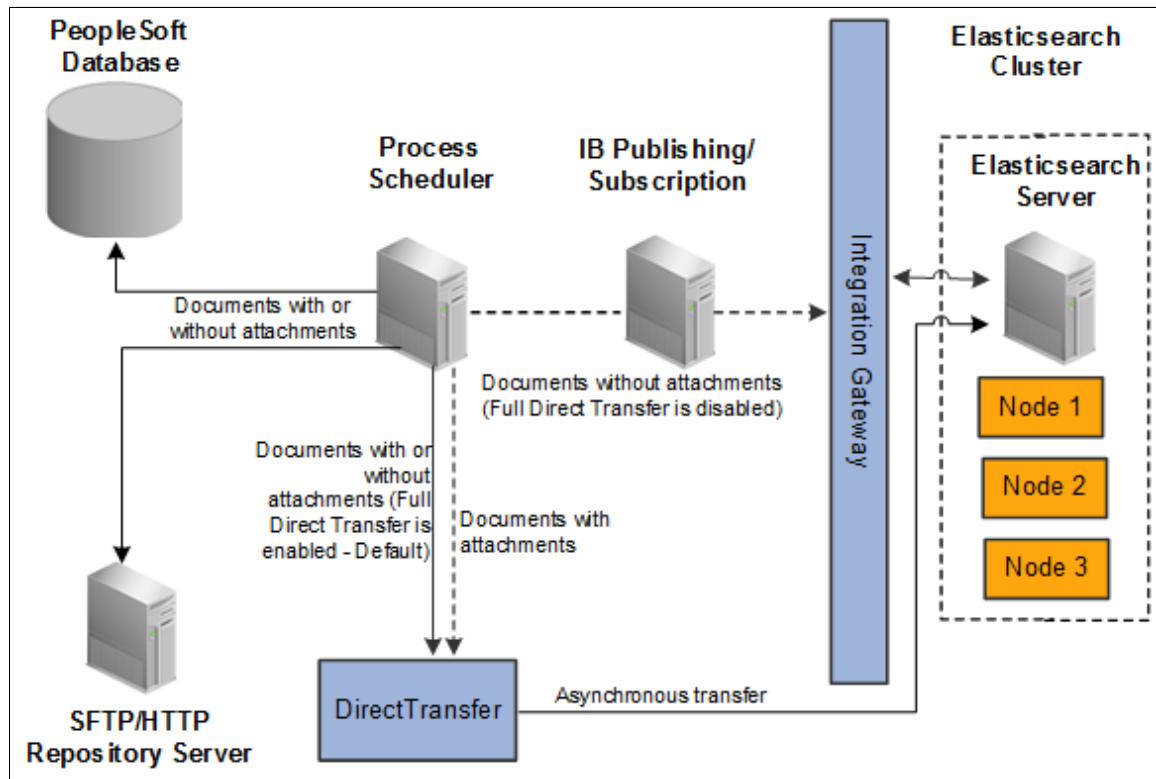 PeopleSoft
Database
Process
Scheduler
IB Publishing/
Subscription
Elasticsearch
Cluster
Elasticsearch
Server
Documents with or
without attachments
Integration Gateway
Documents without attachments
(Full Direct Transfer is disabled)
Node 1
Node 2
Node 3
Documents with or
without
attachments (Full
Direct Transfer is
enabled - Default)
Documents with
attachments
DirectTransfer
Asynchronous transfer
SFTP/HTTP
Repository Server